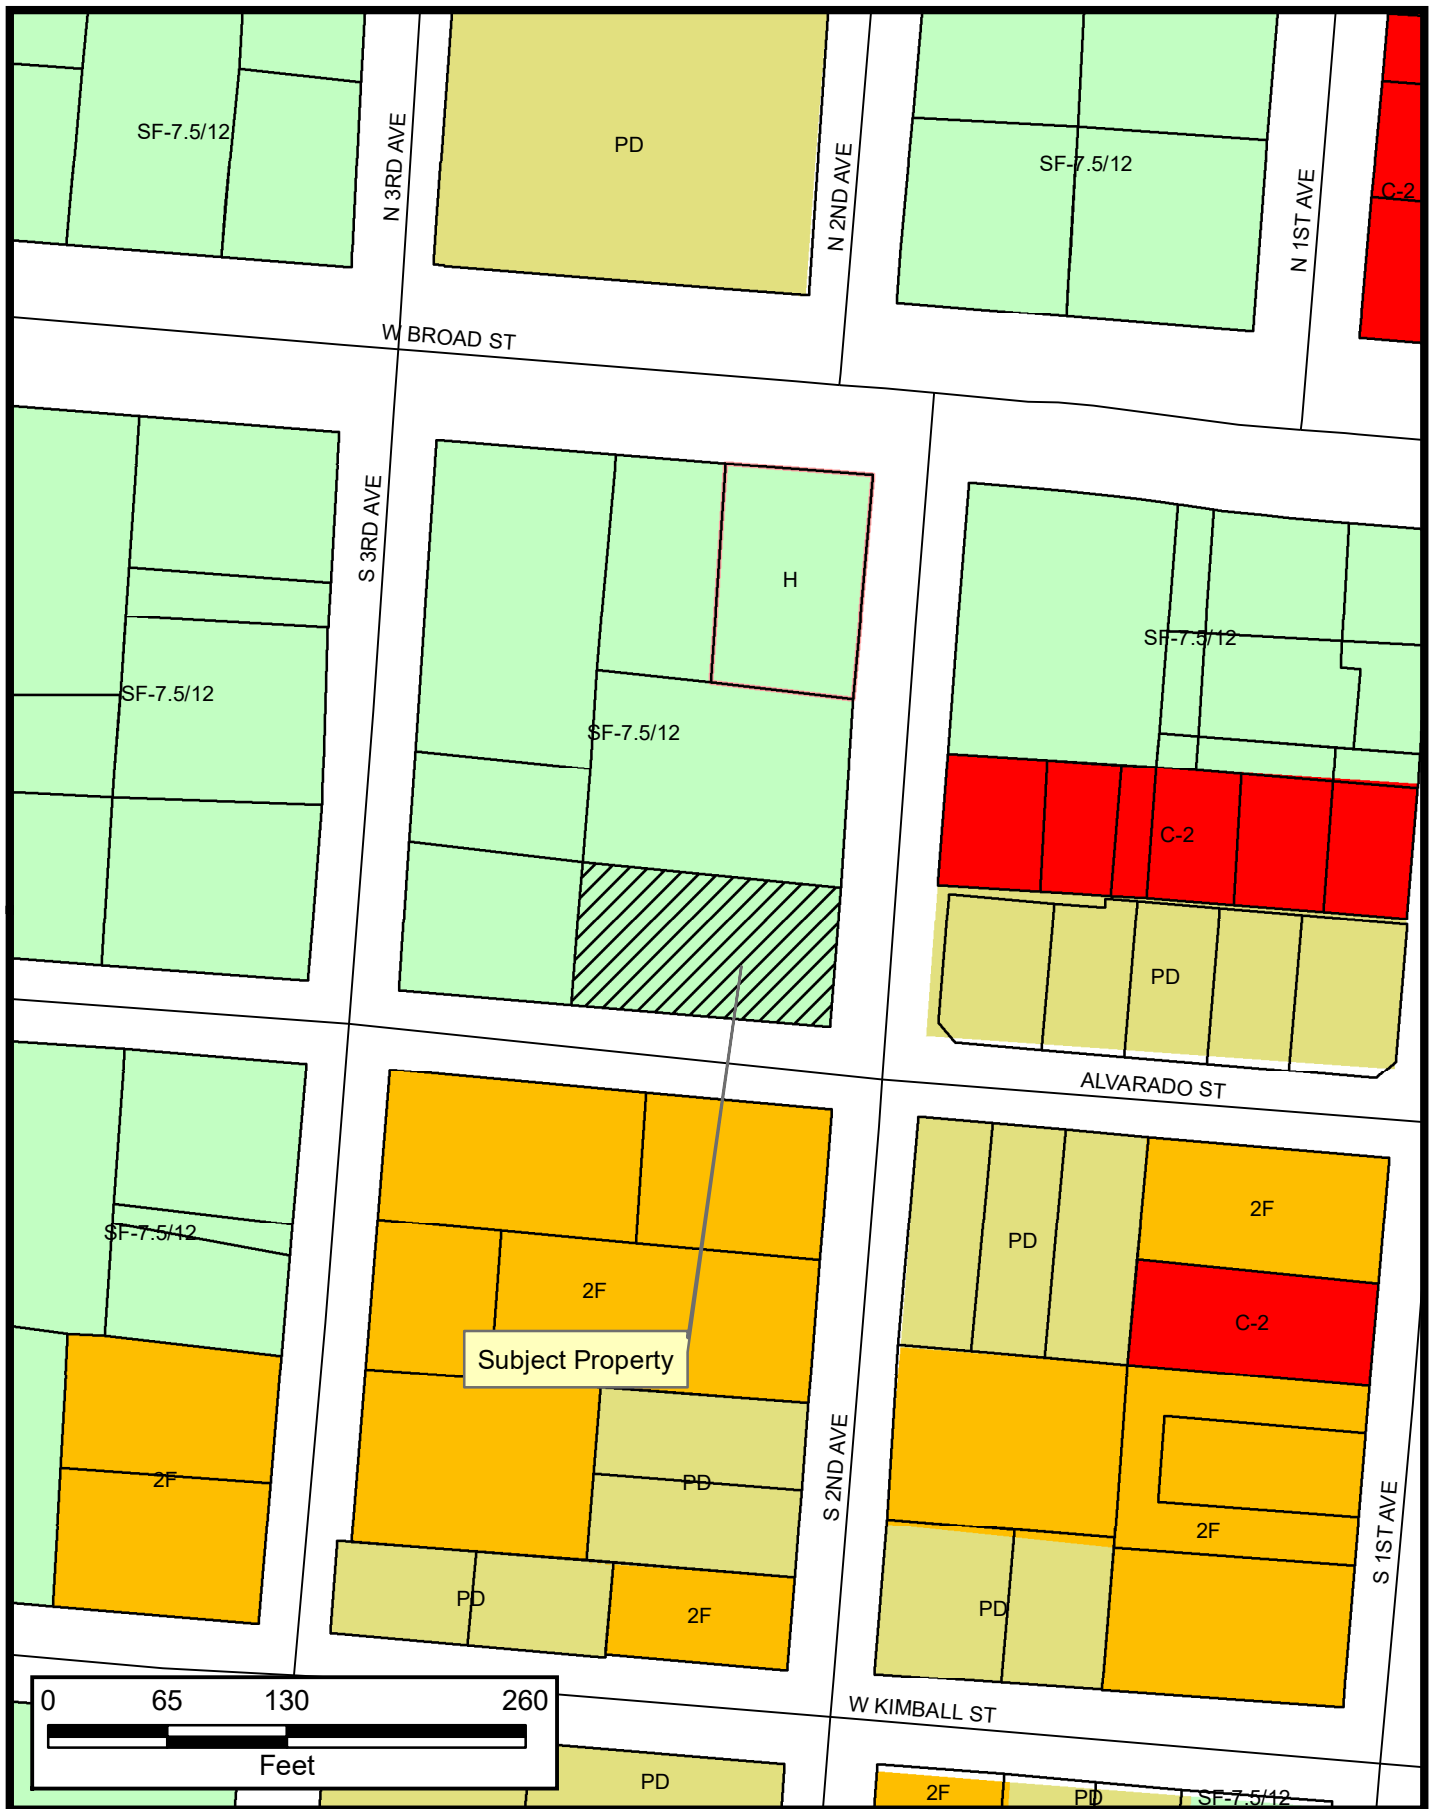 SF-7.5/12
N 3RD AVE
PD
N 2ND AVE
SF-7.5/12
N 1ST AVE
C-2
W BROAD ST
S 3RD AVE
H
SF-7.5/12
SF-7.5/12
SF-7.5/12
C-2
PD
ALVARADO ST
SF-7.5/12
2F
PD
2F
C-2
Subject Property
S 2ND AVE
2F
PD
S 1ST AVE
2F
PD
2F
PD
W KIMBALL ST
0 65 130 260
Feet
PD
2F
PD
SF-7.5/12